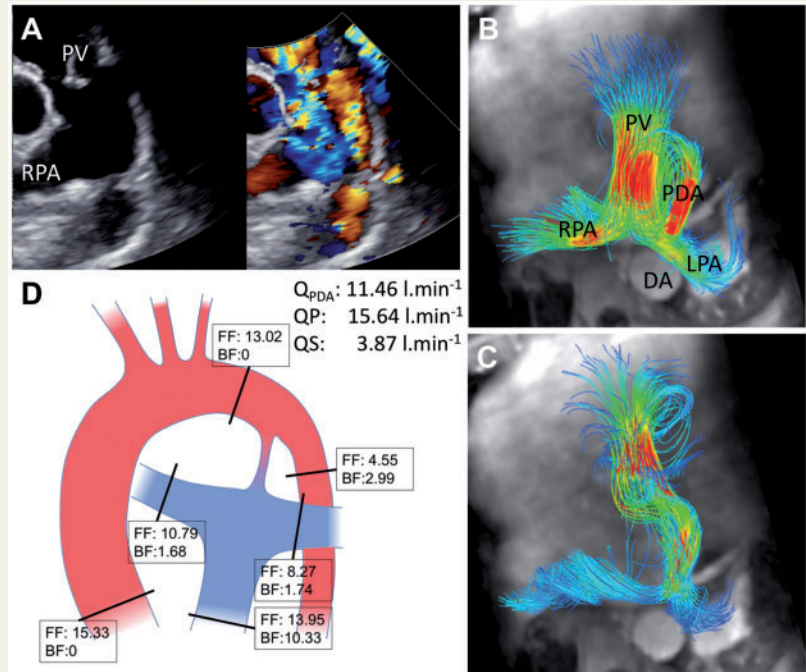 A
PV
RPA
B
PV
PDA
RPA
LPA
DA
C
D
Q_PDA: 11.46 l.min⁻¹
QP: 15.64 l.min⁻¹
QS: 3.87 l.min⁻¹
FF: 13.02
BF:0
FF: 4.55
BF:2.99
FF: 10.79
BF:1.68
FF: 8.27
BF:1.74
FF: 15.33
BF:0
FF: 13.95
BF:10.33